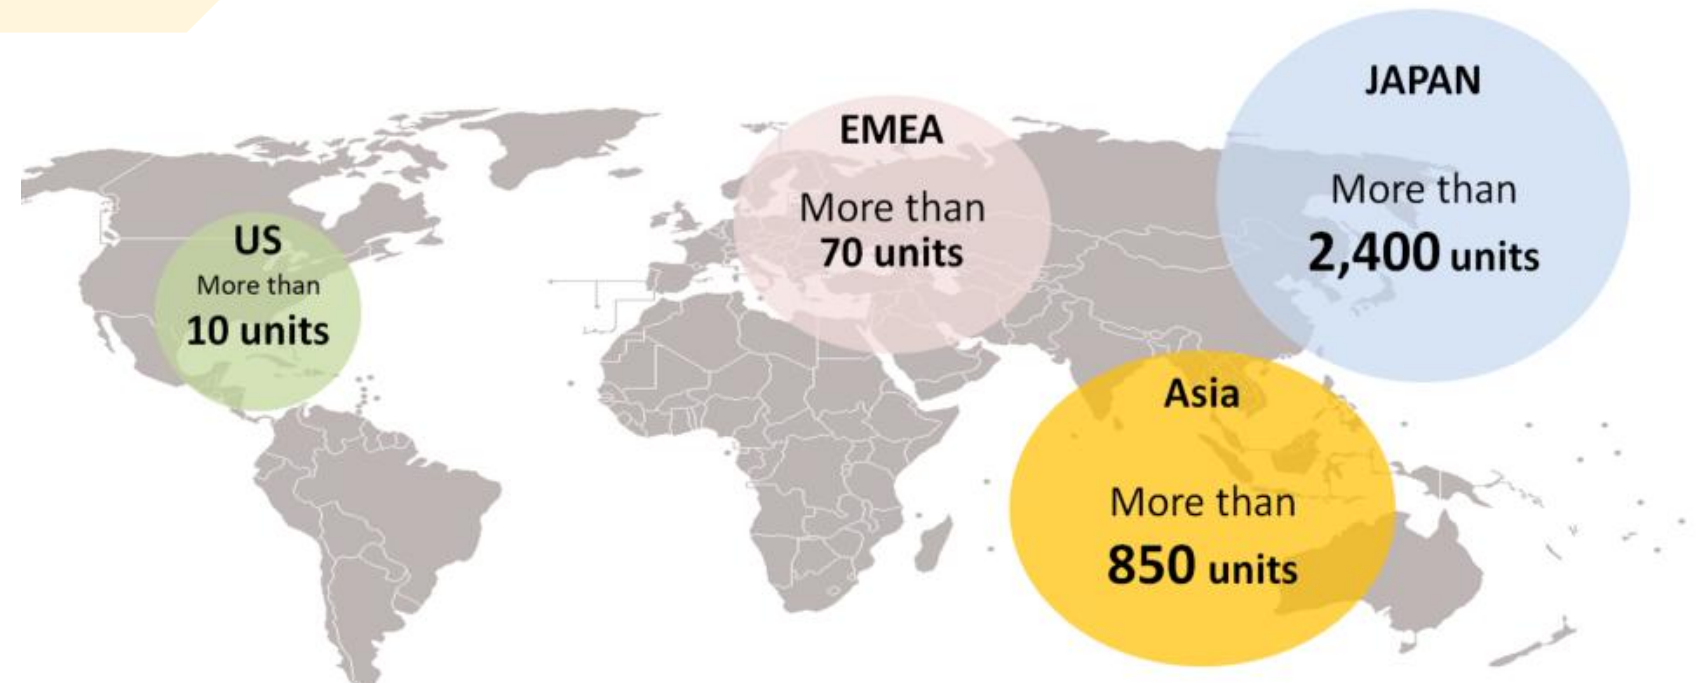 US
More than
10 units
EMEA
More than
70 units
JAPAN
More than
2,400 units
Asia
More than
850 units